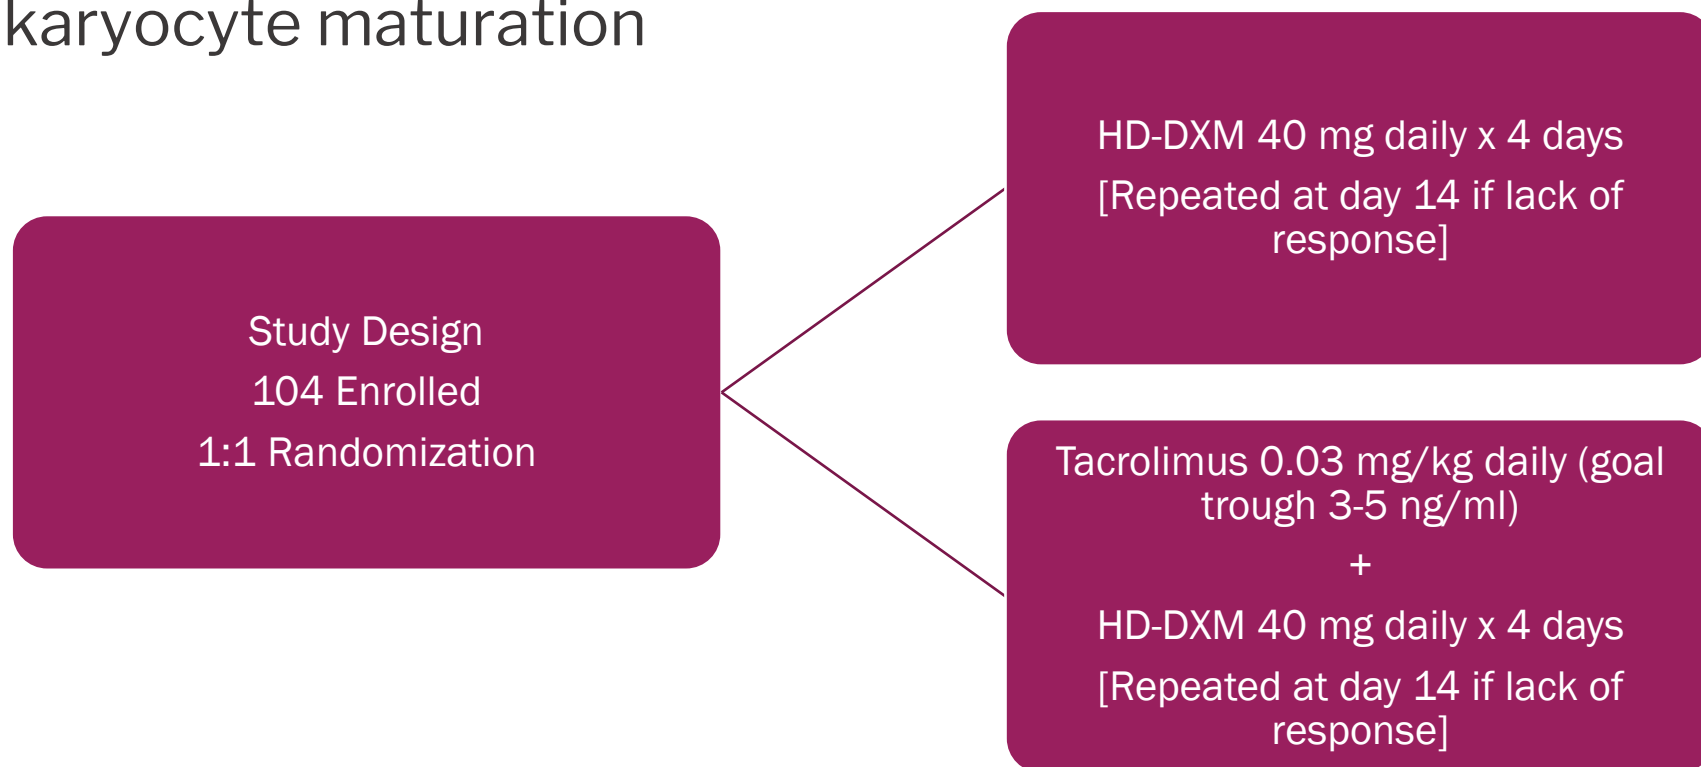 karyocyte maturation
Study Design
104 Enrolled
1:1 Randomization
HD-DXM 40 mg daily x 4 days
[Repeated at day 14 if lack of
response]
Tacrolimus 0.03 mg/kg daily (goal
trough 3-5 ng/ml)
+
HD-DXM 40 mg daily x 4 days
[Repeated at day 14 if lack of
response]